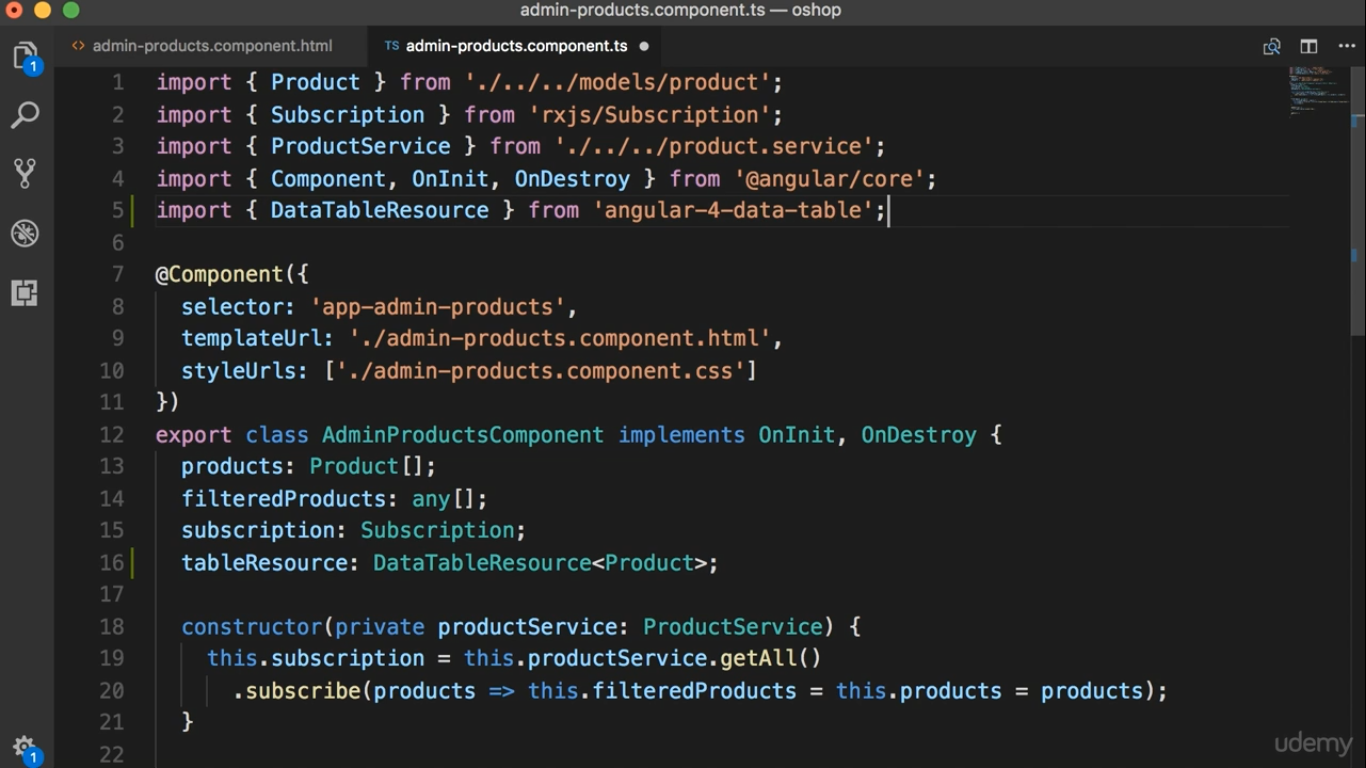 admin-products.component.ts — oshop
<> admin-products.component.html
TS admin-products.component.ts
1
1 import { Product } from './../../models/product';
2 import { Subscription } from 'rxjs/Subscription';
3 import { ProductService } from './../../product.service';
4 import { Component, OnInit, OnDestroy } from '@angular/core';
5 import { DataTableResource } from 'angular-4-data-table';
6
7 @Component({
8 selector: 'app-admin-products',
9 templateUrl: './admin-products.component.html',
10 styleUrls: ['./admin-products.component.css']
11 })
12 export class AdminProductsComponent implements OnInit, OnDestroy {
13 products: Product[];
14 filteredProducts: any[];
15 subscription: Subscription;
16 tableResource: DataTableResource<Product>;
17
18 constructor(private productService: ProductService) {
19 this.subscription = this.productService.getAll()
20 .subscribe(products => this.filteredProducts = this.products = products);
21 }
22
1
udemy